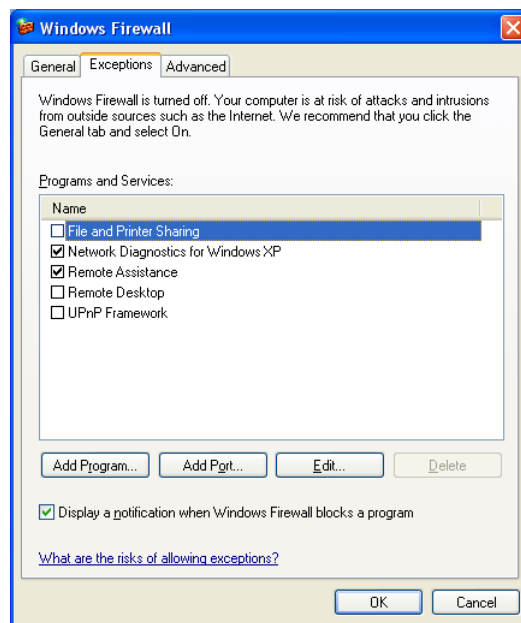 Windows Firewall
General Exceptions Advanced
Windows Firewall is turned off. Your computer is at risk of attacks and intrusions
from outside sources such as the Internet. We recommend that you click the
General tab and select On.
Programs and Services:
Name
File and Printer Sharing
Network Diagnostics for Windows XP
Remote Assistance
Remote Desktop
UPnP Framework
Add Program... Add Port... Edit... Delete
Display a notification when Windows Firewall blocks a program
What are the risks of allowing exceptions?
OK Cancel